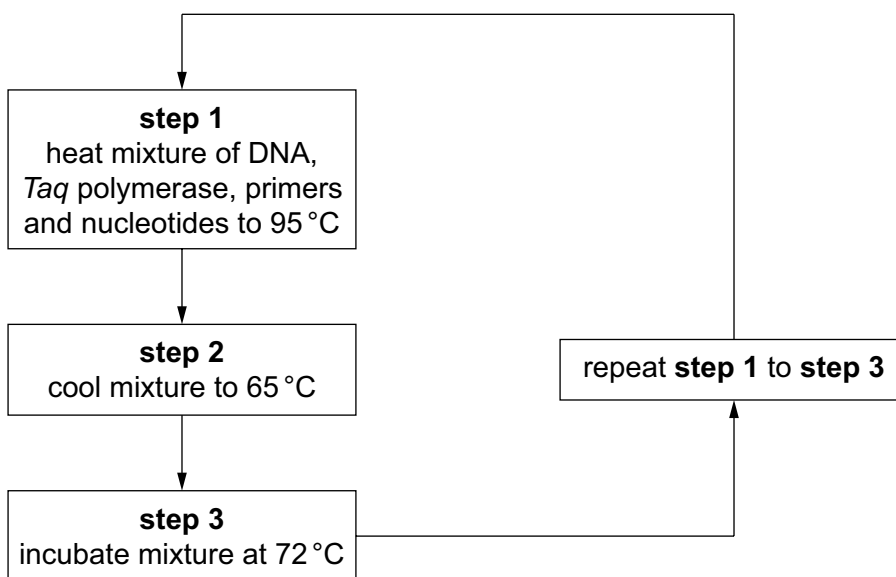 step 1
heat mixture of DNA,
Taq polymerase, primers
and nucleotides to 95 °C
step 2
cool mixture to 65 °C
step 3
incubate mixture at 72 °C
repeat step 1 to step 3